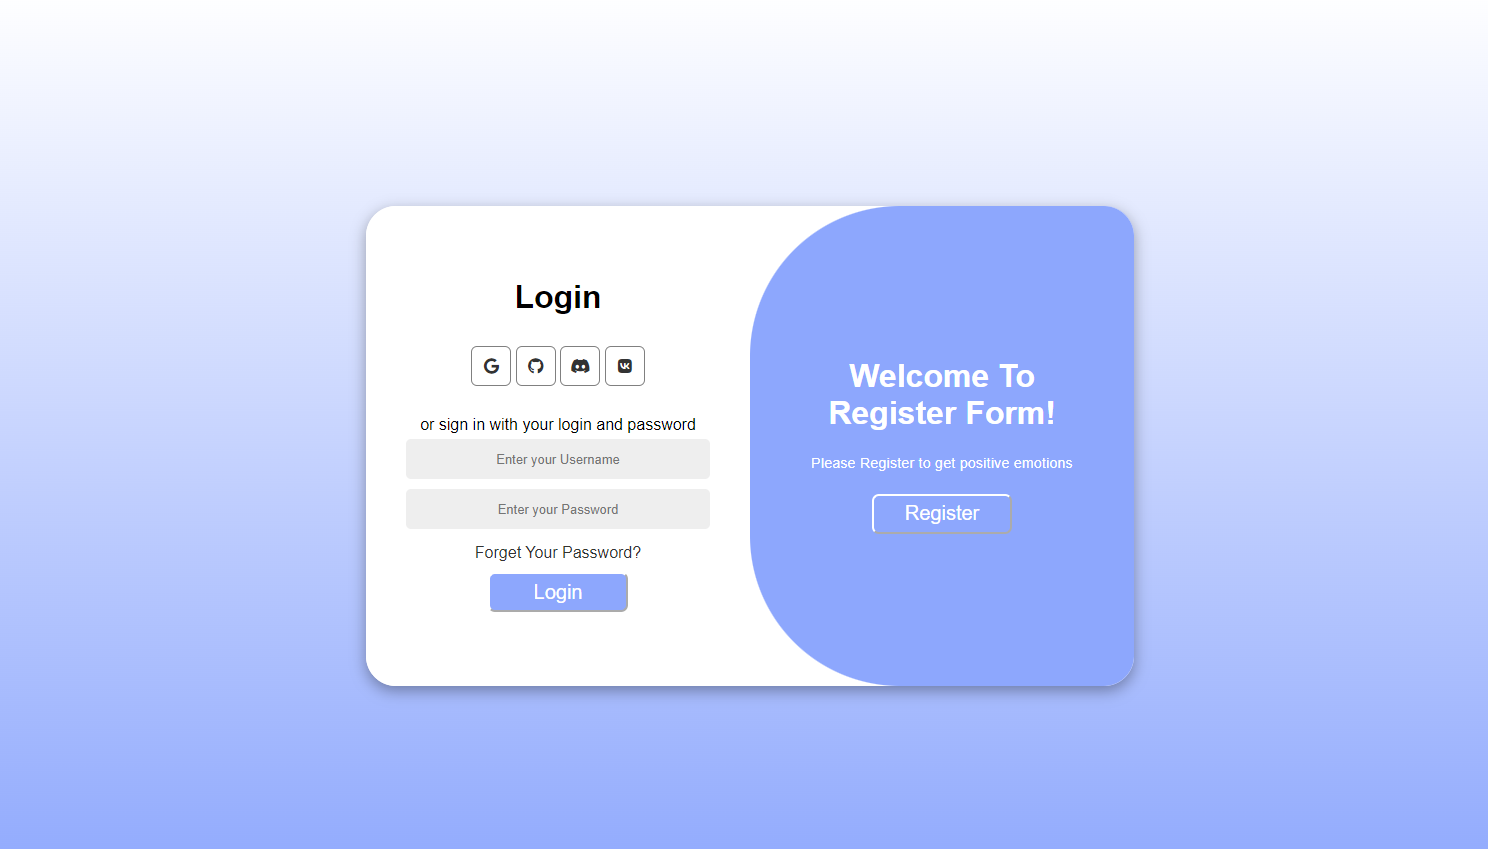 Login
or sign in with your login and password
Enter your Username
Enter your Password
Forget Your Password?
Login
Welcome To
Register Form!
Please Register to get positive emotions
Register